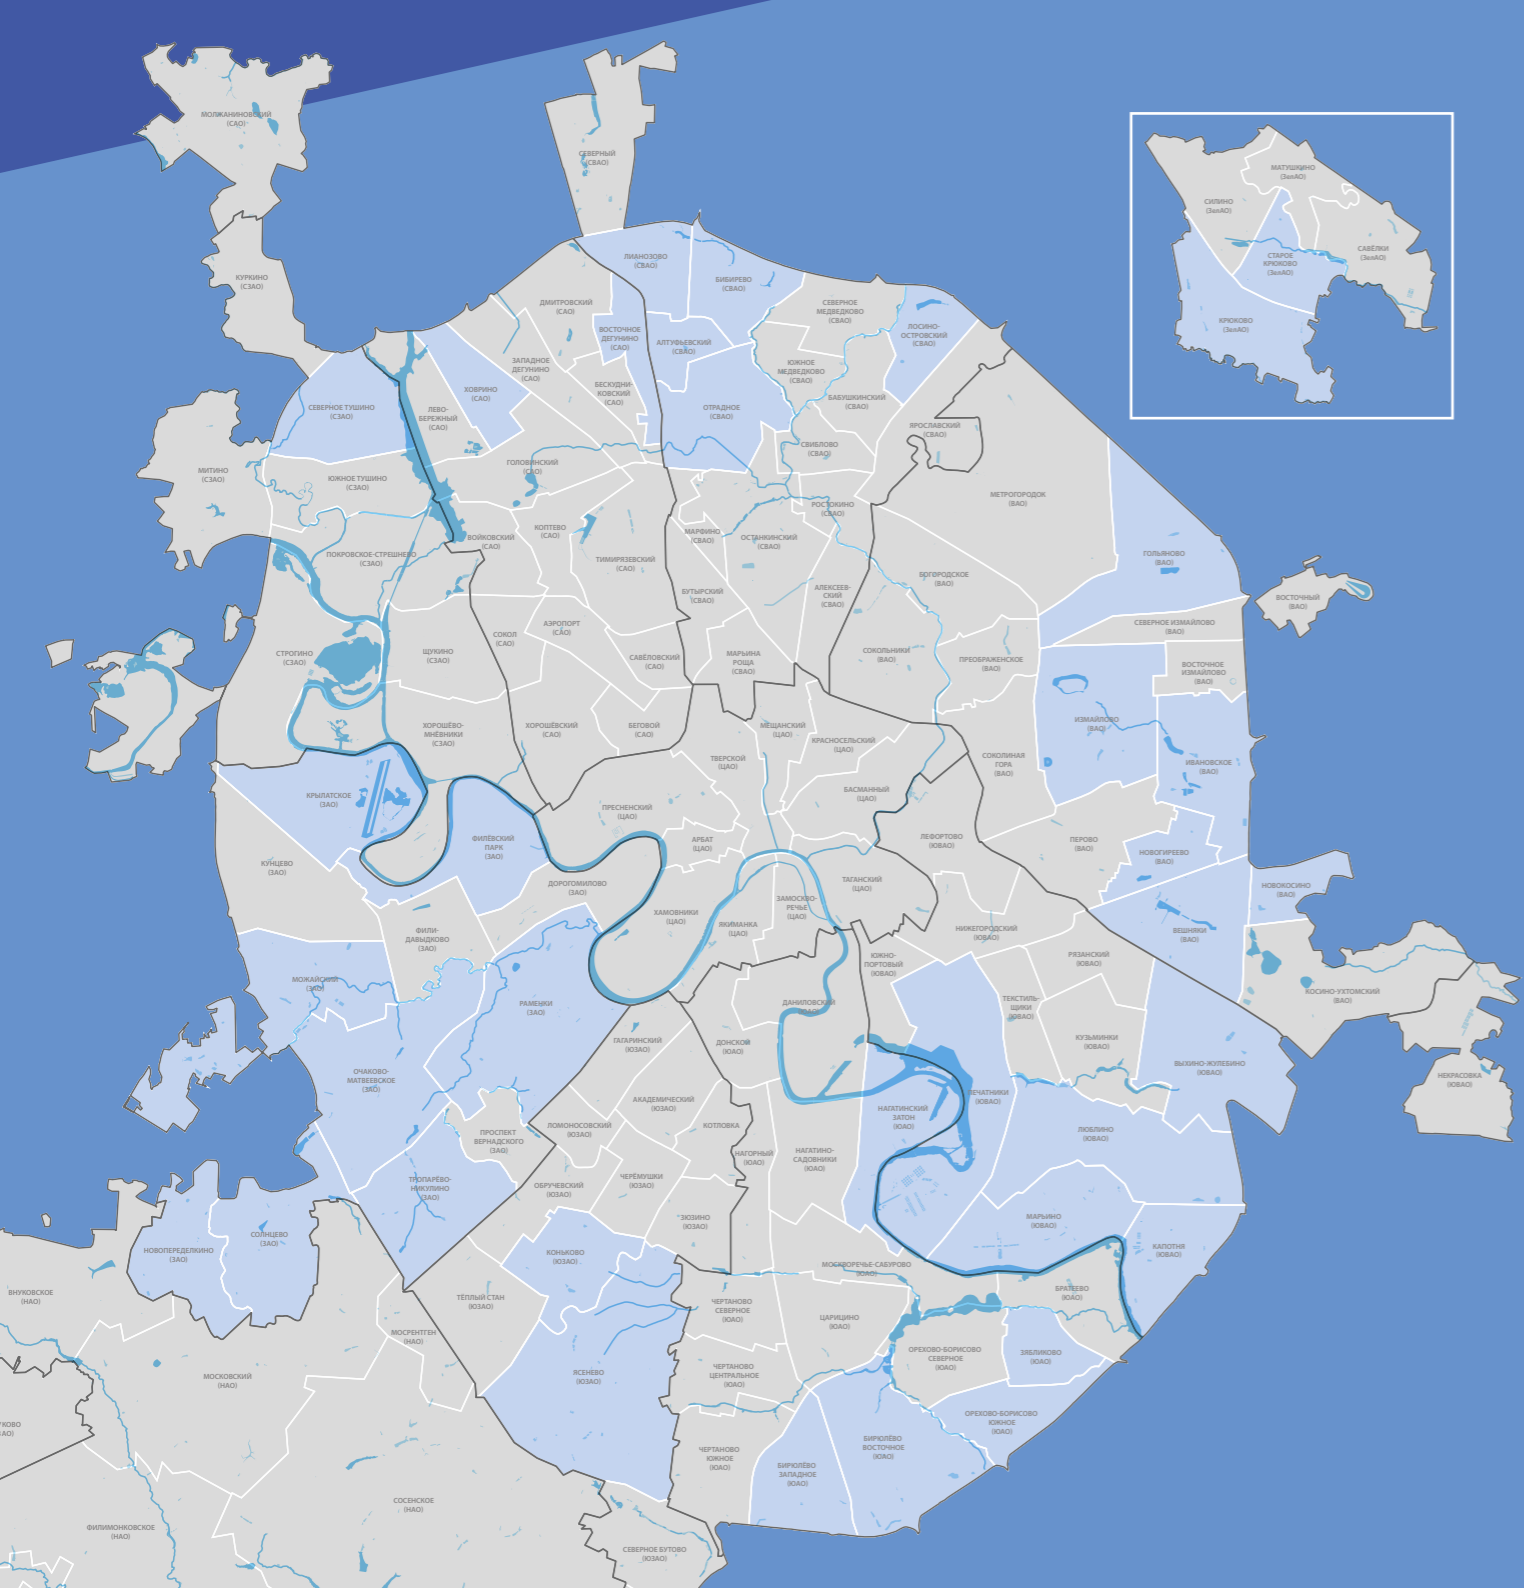 МОЛЖАНИНОВСКИЙ
(САО)
СЕВЕРНЫЙ
(СВАО)
МАТУШКИНО
(ЗелАО)
СИЛИНО
(ЗелАО)
САВЁЛКИ
(ЗелАО)
СТАРОЕ
КРЮКОВО
(ЗелАО)
КРЮКОВО
(ЗелАО)
КУРКИНО
(СЗАО)
ЛИАНОЗОВО
(СВАО)
БИБИРЕВО
(СВАО)
ДМИТРОВСКИЙ
(САО)
СЕВЕРНОЕ
МЕДВЕДКОВО
(СВАО)
ВОСТОЧНОЕ
ДЕГУНИНО
(САО)
АЛТУФЬЕВСКИЙ
(СВАО)
ЛОСИНО-
ОСТРОВСКИЙ
(СВАО)
ЗАПАДНОЕ
ДЕГУНИНО
(САО)
ЮЖНОЕ
МЕДВЕДКОВО
(СВАО)
ХОВРИНО
(САО)
БЕСКУДНИ-
КОВСКИЙ
(САО)
БАБУШКИНСКИЙ
(СВАО)
СЕВЕРНОЕ ТУШИНО
(СЗАО)
ЛЕВО-
БЕРЕЖНЫЙ
(САО)
ОТРАДНОЕ
(СВАО)
ЯРОСЛАВСКИЙ
(СВАО)
СВИБЛОВО
(СВАО)
МИТИНО
(СЗАО)
ЮЖНОЕ ТУШИНО
(СЗАО)
ГОЛОВИНСКИЙ
(САО)
МЕТРОГОРОДОК
(ВАО)
РОСТОКИНО
(СВАО)
ВОЙКОВСКИЙ
(САО)
КОПТЕВО
(САО)
МАРФИНО
(СВАО)
ОСТАНКИНСКИЙ
(СВАО)
ПОКРОВСКОЕ-СТРЕШНЕВО
(СЗАО)
ТИМИРЯЗЕВСКИЙ
(САО)
ГОЛЬЯНОВО
(ВАО)
БОГОРОДСКОЕ
(ВАО)
БУТЫРСКИЙ
(СВАО)
АЛЕКСЕЕВ-
СКИЙ
(СВАО)
ВОСТОЧНЫЙ
(ВАО)
СЕВЕРНОЕ ИЗМАЙЛОВО
(ВАО)
СОКОЛ
(САО)
АЭРОПОРТ
(САО)
СТРОГИНО
(СЗАО)
ЩУКИНО
(СЗАО)
САВЁЛОВСКИЙ
(САО)
МАРЬИНА
РОЩА
(СВАО)
СОКОЛЬНИКИ
(ВАО)
ПРЕОБРАЖЕНСКОЕ
(ВАО)
ВОСТОЧНОЕ
ИЗМАЙЛОВО
(ВАО)
ХОРОШЁВО-
МНЁВНИКИ
(СЗАО)
ХОРОШЁВСКИЙ
(САО)
БЕГОВОЙ
(САО)
МЕЩАНСКИЙ
(ЦАО)
КРАСНОСЕЛЬСКИЙ
(ЦАО)
ИЗМАЙЛОВО
(ВАО)
ТВЕРСКОЙ
(ЦАО)
СОКОЛИНАЯ
ГОРА
(ВАО)
ИВАНОВСКОЕ
(ВАО)
КРЫЛАТСКОЕ
(ЗАО)
БАСМАННЫЙ
(ЦАО)
ПРЕСНЕНСКИЙ
(ЦАО)
ФИЛЁВСКИЙ
ПАРК
(ЗАО)
АРБАТ
(ЦАО)
ЛЕФОРТОВО
(ЮВАО)
ПЕРОВО
(ВАО)
НОВОГИРЕЕВО
(ВАО)
КУНЦЕВО
(ЗАО)
ДОРОГОМИЛОВО
(ЗАО)
ТАГАНСКИЙ
(ЦАО)
НОВОКОСИНО
(ВАО)
ЗАМОСКВО-
РЕЧЬЕ
(ЦАО)
ХАМОВНИКИ
(ЦАО)
ЯКИМАНКА
(ЦАО)
НИЖЕГОРОДСКИЙ
(ЮВАО)
ВЕШНЯКИ
(ВАО)
ФИЛИ-
ДАВЫДКОВО
(ЗАО)
ЮЖНО-
ПОРТОВЫЙ
(ЮВАО)
РЯЗАНСКИЙ
(ЮВАО)
МОЖАЙСКИЙ
(ЗАО)
РАМЕНКИ
(ЗАО)
ДАНИЛОВСКИЙ
(ЮАО)
ТЕКСТИЛЬ-
ЩИКИ
(ЮВАО)
КОСИНО-УХТОМСКИЙ
(ВАО)
ГАГАРИНСКИЙ
(ЮЗАО)
ДОНСКОЙ
(ЮАО)
КУЗЬМИНКИ
(ЮВАО)
ВЫХИНО-ЖУЛЕБИНО
(ЮВАО)
ОЧАКОВО-
МАТВЕЕВСКОЕ
(ЗАО)
НЕКРАСОВКА
(ЮВАО)
ПЕЧАТНИКИ
(ЮВАО)
АКАДЕМИЧЕСКИЙ
(ЮЗАО)
НАГАТИНСКИЙ
ЗАТОН
(ЮАО)
ЛОМОНОСОВСКИЙ
(ЮЗАО)
КОТЛОВКА
ПРОСПЕКТ
ВЕРНАДСКОГО
(ЗАО)
ЛЮБЛИНО
(ЮВАО)
НАГОРНЫЙ
(ЮАО)
НАГАТИНО-
САДОВНИКИ
(ЮАО)
ТРОПАРЁВО-
НИКУЛИНО
(ЗАО)
ОБРУЧЕВСКИЙ
(ЮЗАО)
ЧЕРЁМУШКИ
(ЮЗАО)
ЗЮЗИНО
(ЮЗАО)
МАРЬИНО
(ЮВАО)
СОЛНЦЕВО
(ЗАО)
НОВОПЕРЕДЕЛКИНО
(ЗАО)
КОНЬКОВО
(ЮЗАО)
МОСКВОРЕЧЬЕ-САБУРОВО
(ЮАО)
КАПОТНЯ
(ЮВАО)
ВНУКОВСКОЕ
(НАО)
ТЁПЛЫЙ СТАН
(ЮЗАО)
ЧЕРТАНОВО
СЕВЕРНОЕ
(ЮАО)
ЦАРИЦИНО
(ЮАО)
БРАТЕЕВО
(ЮАО)
МОСРЕНТГЕН
(НАО)
ОРЕХОВО-БОРИСОВО
СЕВЕРНОЕ
(ЮАО)
ЗЯБЛИКОВО
(ЮАО)
МОСКОВСКИЙ
(НАО)
ЯСЕНЕВО
(ЮЗАО)
ЧЕРТАНОВО
ЦЕНТРАЛЬНОЕ
(ЮАО)
ОРЕХОВО-БОРИСОВО
ЮЖНОЕ
(ЮАО)
КОВО
АО)
ЧЕРТАНОВО
ЮЖНОЕ
(ЮАО)
БИРЮЛЁВО
ВОСТОЧНОЕ
(ЮАО)
БИРЮЛЁВО
ЗАПАДНОЕ
(ЮАО)
СОСЕНСКОЕ
(НАО)
ФИЛИМОНКОВСКОЕ
(НАО)
СЕВЕРНОЕ БУТОВО
(ЮЗАО)